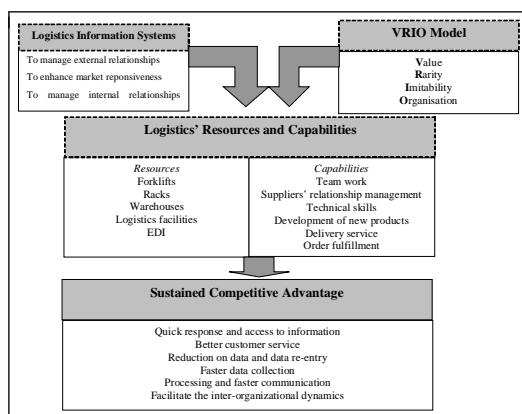 Logistics Information Systems
To manage external relationships
To enhance market reponsiveness
To manage internal relationships
VRIO Model
Value
Rarity
Imitability
Organisation
Logistics' Resources and Capabilities
Resources
Forklifts
Racks
Warehouses
Logistics facilities
EDI
Capabilities
Team work
Suppliers' relationship management
Technical skills
Development of new products
Delivery service
Order fulfillment
Sustained Competitive Advantage
Quick response and access to information
Better customer service
Reduction on data and data re-entry
Faster data collection
Processing and faster communication
Facilitate the inter-organizational dynamics